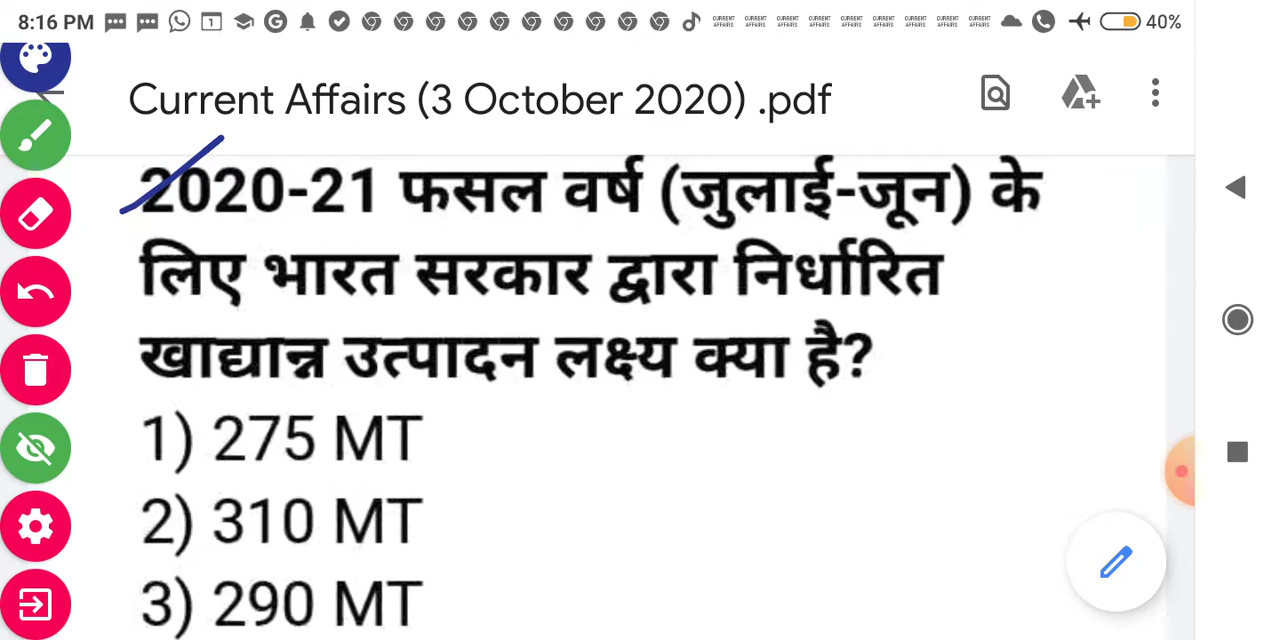 8:16 PM 1 40%
Current Affairs (3 October 2020) .pdf
2020-21 फसल वर्ष (जुलाई-जून) के
लिए भारत सरकार द्वारा निर्धारित
खाद्यान्न उत्पादन लक्ष्य क्या है?
1) 275 MT
2) 310 MT
3) 290 MT